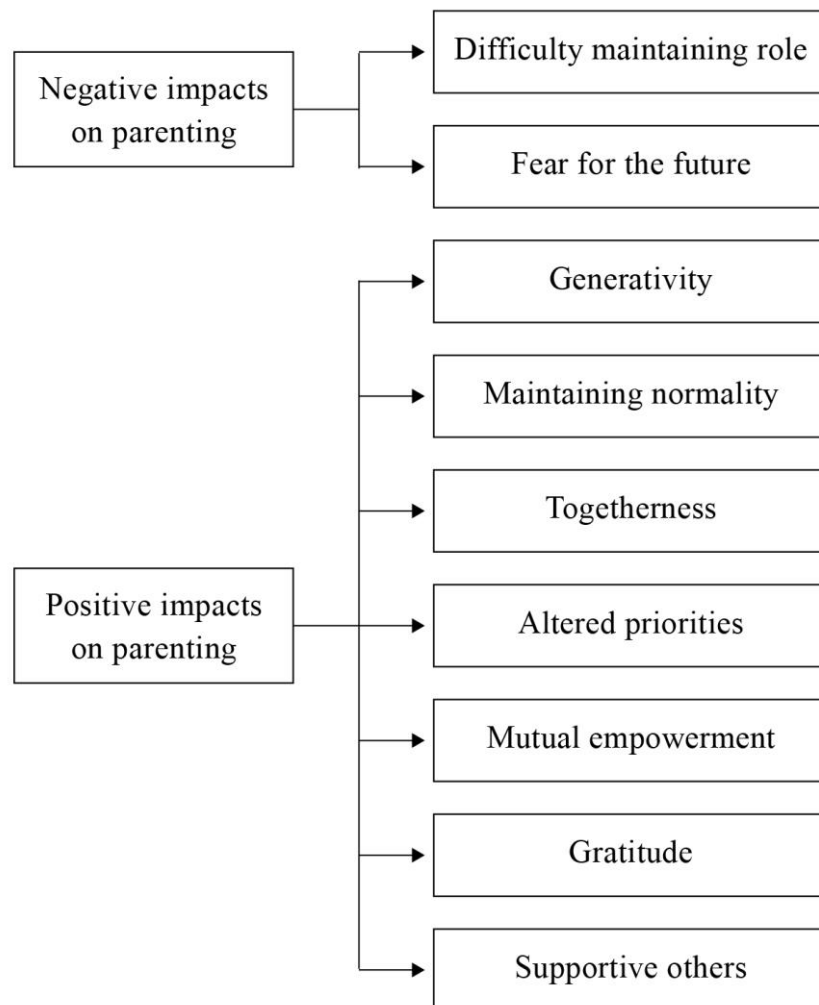 Negative impacts
on parenting
Difficulty maintaining role
Fear for the future
Positive impacts
on parenting
Generativity
Maintaining normality
Togetherness
Altered priorities
Mutual empowerment
Gratitude
Supportive others